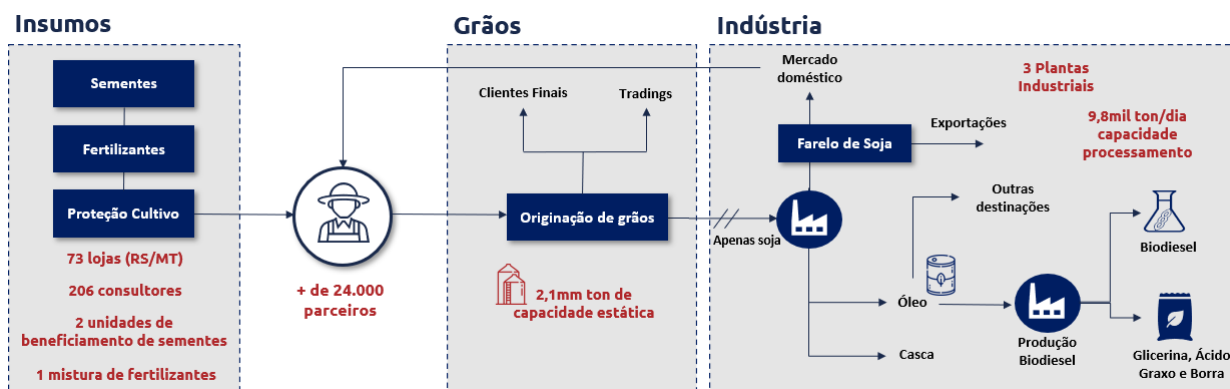 Insumos
Sementes
Fertilizantes
Proteção Cultivo
73 lojas (RS/MT)
206 consultores
2 unidades de
beneficiamento de sementes
1 mistura de fertilizantes
+ de 24.000
parceiros
Grãos
Clientes Finais
Tradings
Originação de grãos
2,1mm ton de
capacidade estática
Indústria
Mercado
doméstico
3 Plantas
Industriais
9,8mil ton/dia
capacidade
processamento
Exportações
Farelo de Soja
Outras
destinações
Apenas soja
Biodiesel
Óleo
Produção
Biodiesel
Casca
Glicerina, Ácido
Graxo e Borra